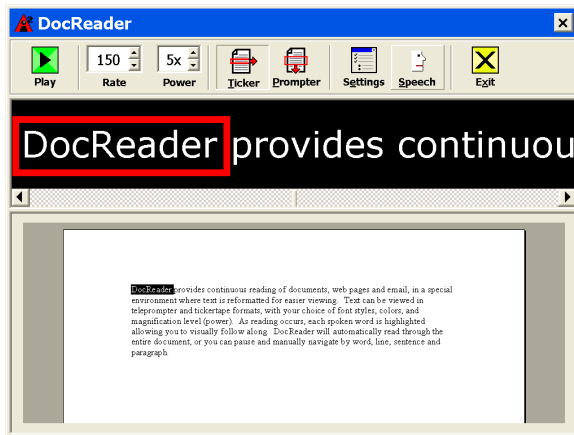 DocReader
150 5x
Play Rate Power Ticker Prompter Settings Speech Exit
DocReader provides continuou
DocReader provides continuous reading of documents, web pages and email, in a special
environment where text is reformatted for easier viewing. Text can be viewed in
teleprompter and tickertape formats, with your choice of font styles, colors, and
magnification level (power). As reading occurs, each spoken word is highlighted
allowing you to visually follow along. DocReader will automatically read through the
entire document, or you can pause and manually navigate by word, line, sentence and
paragraph.